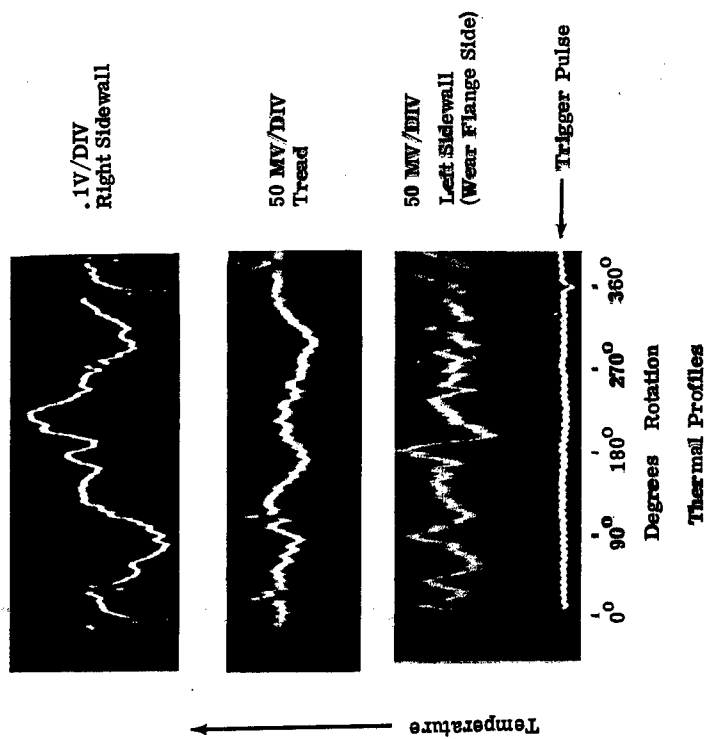 .1V/DIV
Right Sidewall
50 MV/DIV
Tread
50 MV/DIV
Left Sidewall
(Wear Flange Side)
Trigger Pulse
Temperature
0° 90° 180° 270° 360°
Degrees Rotation
Thermal Profiles